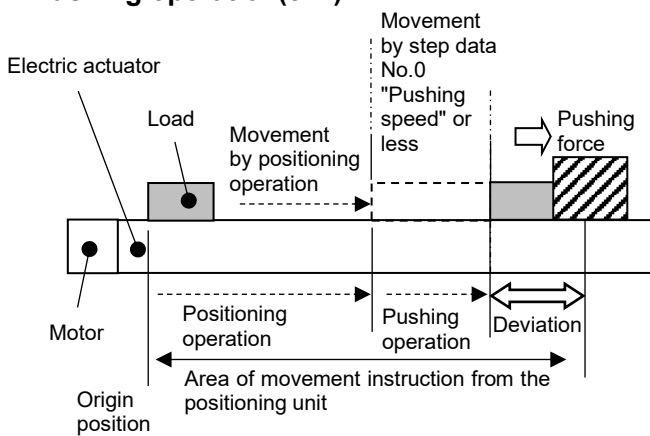 Movement
by step data
No.0
"Pushing
speed" or
less
Electric actuator
Load
Movement
by positioning
operation
Pushing
force
Motor
Positioning
operation
Pushing
operation
Deviation
Area of movement instruction from the
positioning unit
Origin
position